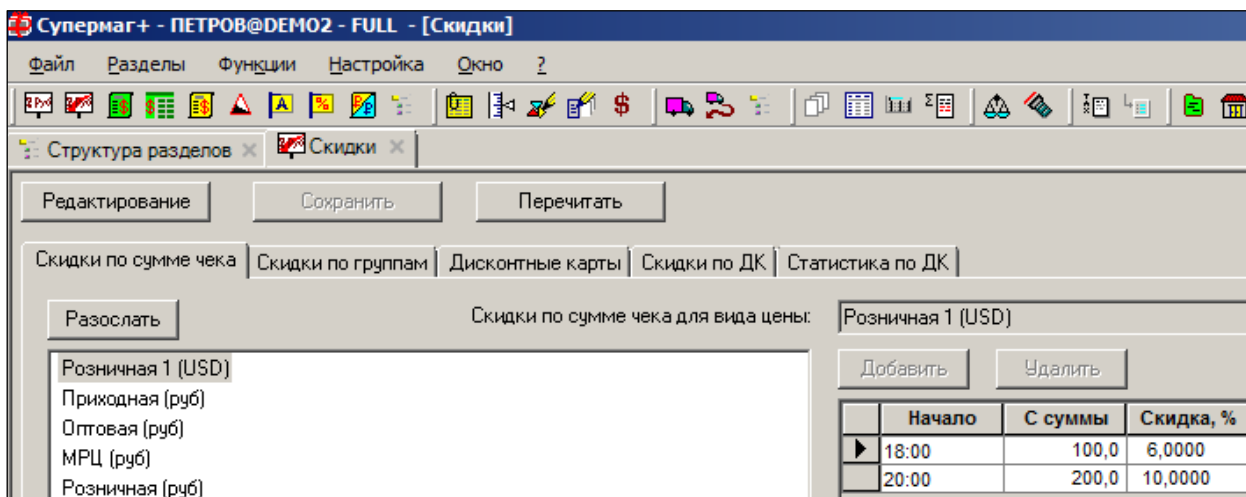 Супермаг+ - ПЕТРОВ@DEMO2 - FULL - [Скидки]
Файл Разделы Функции Настройка Окно ?
Структура разделов Скидки
Редактирование Сохранить Перечитать
Скидки по сумме чека Скидки по группам Дисконтные карты Скидки по ДК Статистика по ДК
Разослать Скидки по сумме чека для вида цены: Розничная 1 (USD)
Розничная 1 (USD) Добавить Удалить
Приходная (руб)
Оптовая (руб) Начало С суммы Скидка, %
МРЦ (руб) 18:00 100,0 6,0000
Розничная (руб) 20:00 200,0 10,0000